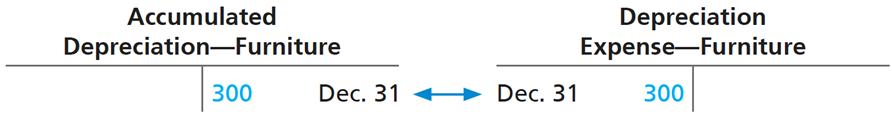 Accumulated
Depreciation—Furniture
300 Dec. 31
Depreciation
Expense—Furniture
Dec. 31 300